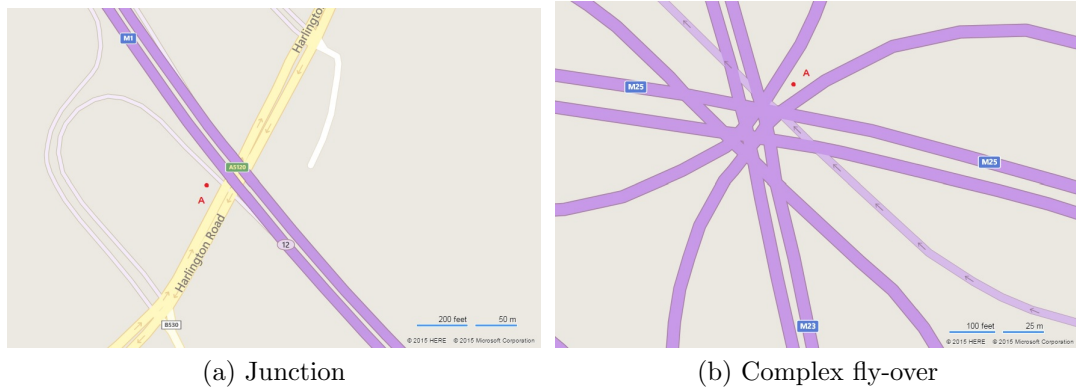 M1
Harlington
A5120
A
Harlington Road
12
B530
200 feet 50 m
© 2015 HERE © 2015 Microsoft Corporation
(a) Junction
A
M25
M25
M23
100 feet 25 m
© 2015 HERE © 2015 Microsoft Corporation
(b) Complex fly-over